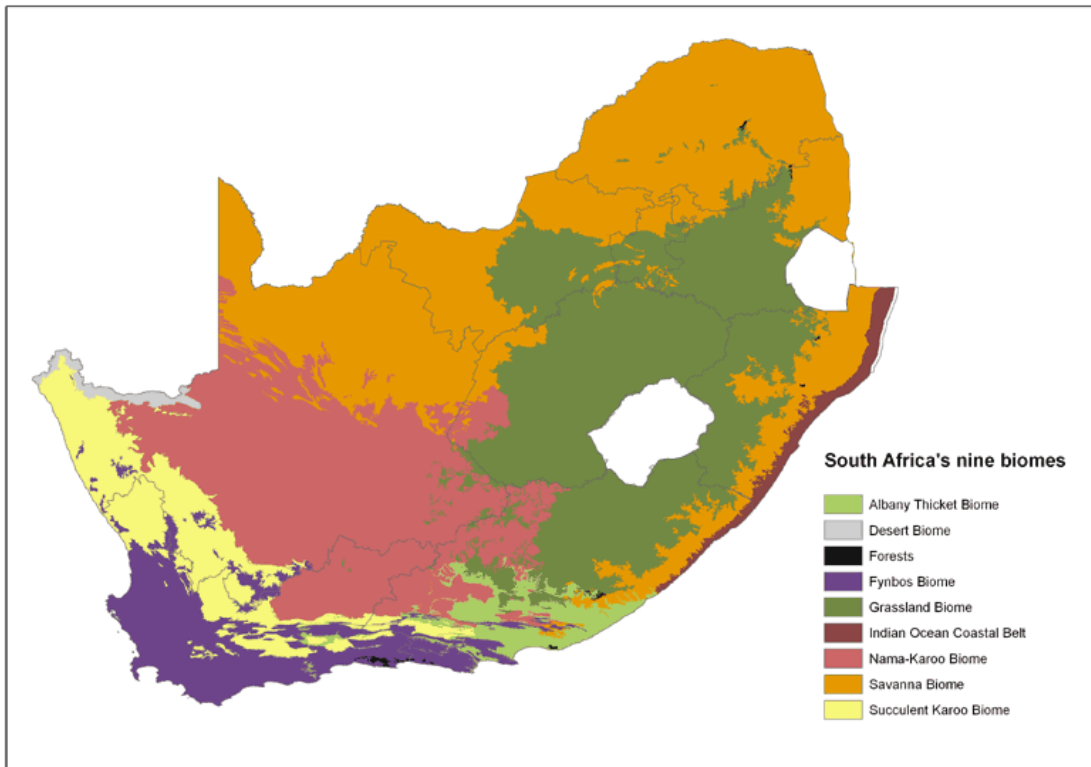 South Africa's nine biomes
Albany Thicket Biome
Desert Biome
Forests
Fynbos Biome
Grassland Biome
Indian Ocean Coastal Belt
Nama-Karoo Biome
Savanna Biome
Succulent Karoo Biome